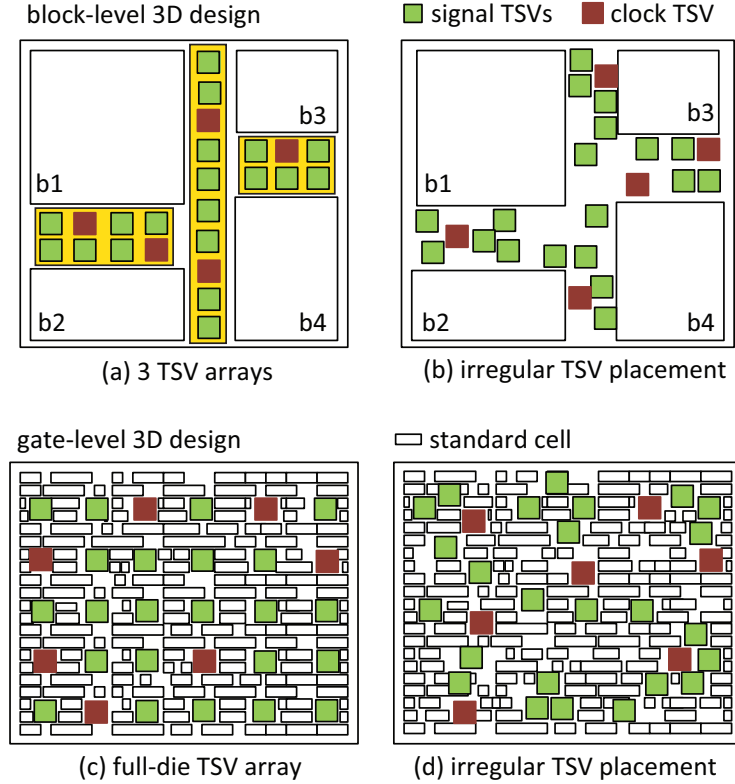 block-level 3D design
signal TSVs
clock TSV
b1
b3
b2
b4
b1
b3
b2
b4
(a) 3 TSV arrays
(b) irregular TSV placement
gate-level 3D design
standard cell
(c) full-die TSV array
(d) irregular TSV placement